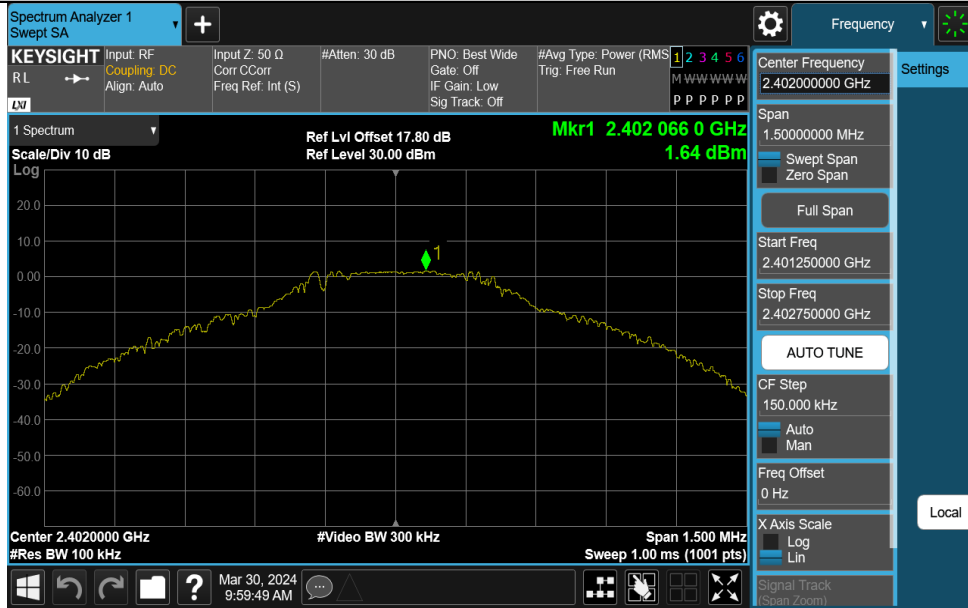 Spectrum Analyzer 1
Swept SA
+
Frequency
KEYSIGHT
R L
LXI
Input: RF
Coupling: DC
Align: Auto
Input Z: 50 Ω
Corr CCorr
Freq Ref: Int (S)
#Atten: 30 dB
PNO: Best Wide
Gate: Off
IF Gain: Low
Sig Track: Off
#Avg Type: Power (RMS
Trig: Free Run
1 2 3 4 5 6
M W W W W W
P P P P P P
1 Spectrum
Scale/Div 10 dB
Log
Ref Lvl Offset 17.80 dB
Ref Level 30.00 dBm
Mkr1 2.402 066 0 GHz
1.64 dBm
20.0
10.0
0.00
-10.0
-20.0
-30.0
-40.0
-50.0
-60.0
1
Center 2.4020000 GHz
#Res BW 100 kHz
#Video BW 300 kHz
Span 1.500 MHz
Sweep 1.00 ms (1001 pts)
?
Mar 30, 2024
9:59:49 AM
Center Frequency
2.402000000 GHz
Span
1.50000000 MHz
Swept Span
Zero Span
Full Span
Start Freq
2.401250000 GHz
Stop Freq
2.402750000 GHz
AUTO TUNE
CF Step
150.000 kHz
Auto
Man
Freq Offset
0 Hz
X Axis Scale
Log
Lin
Signal Track
(Span Zoom)
Settings
Local